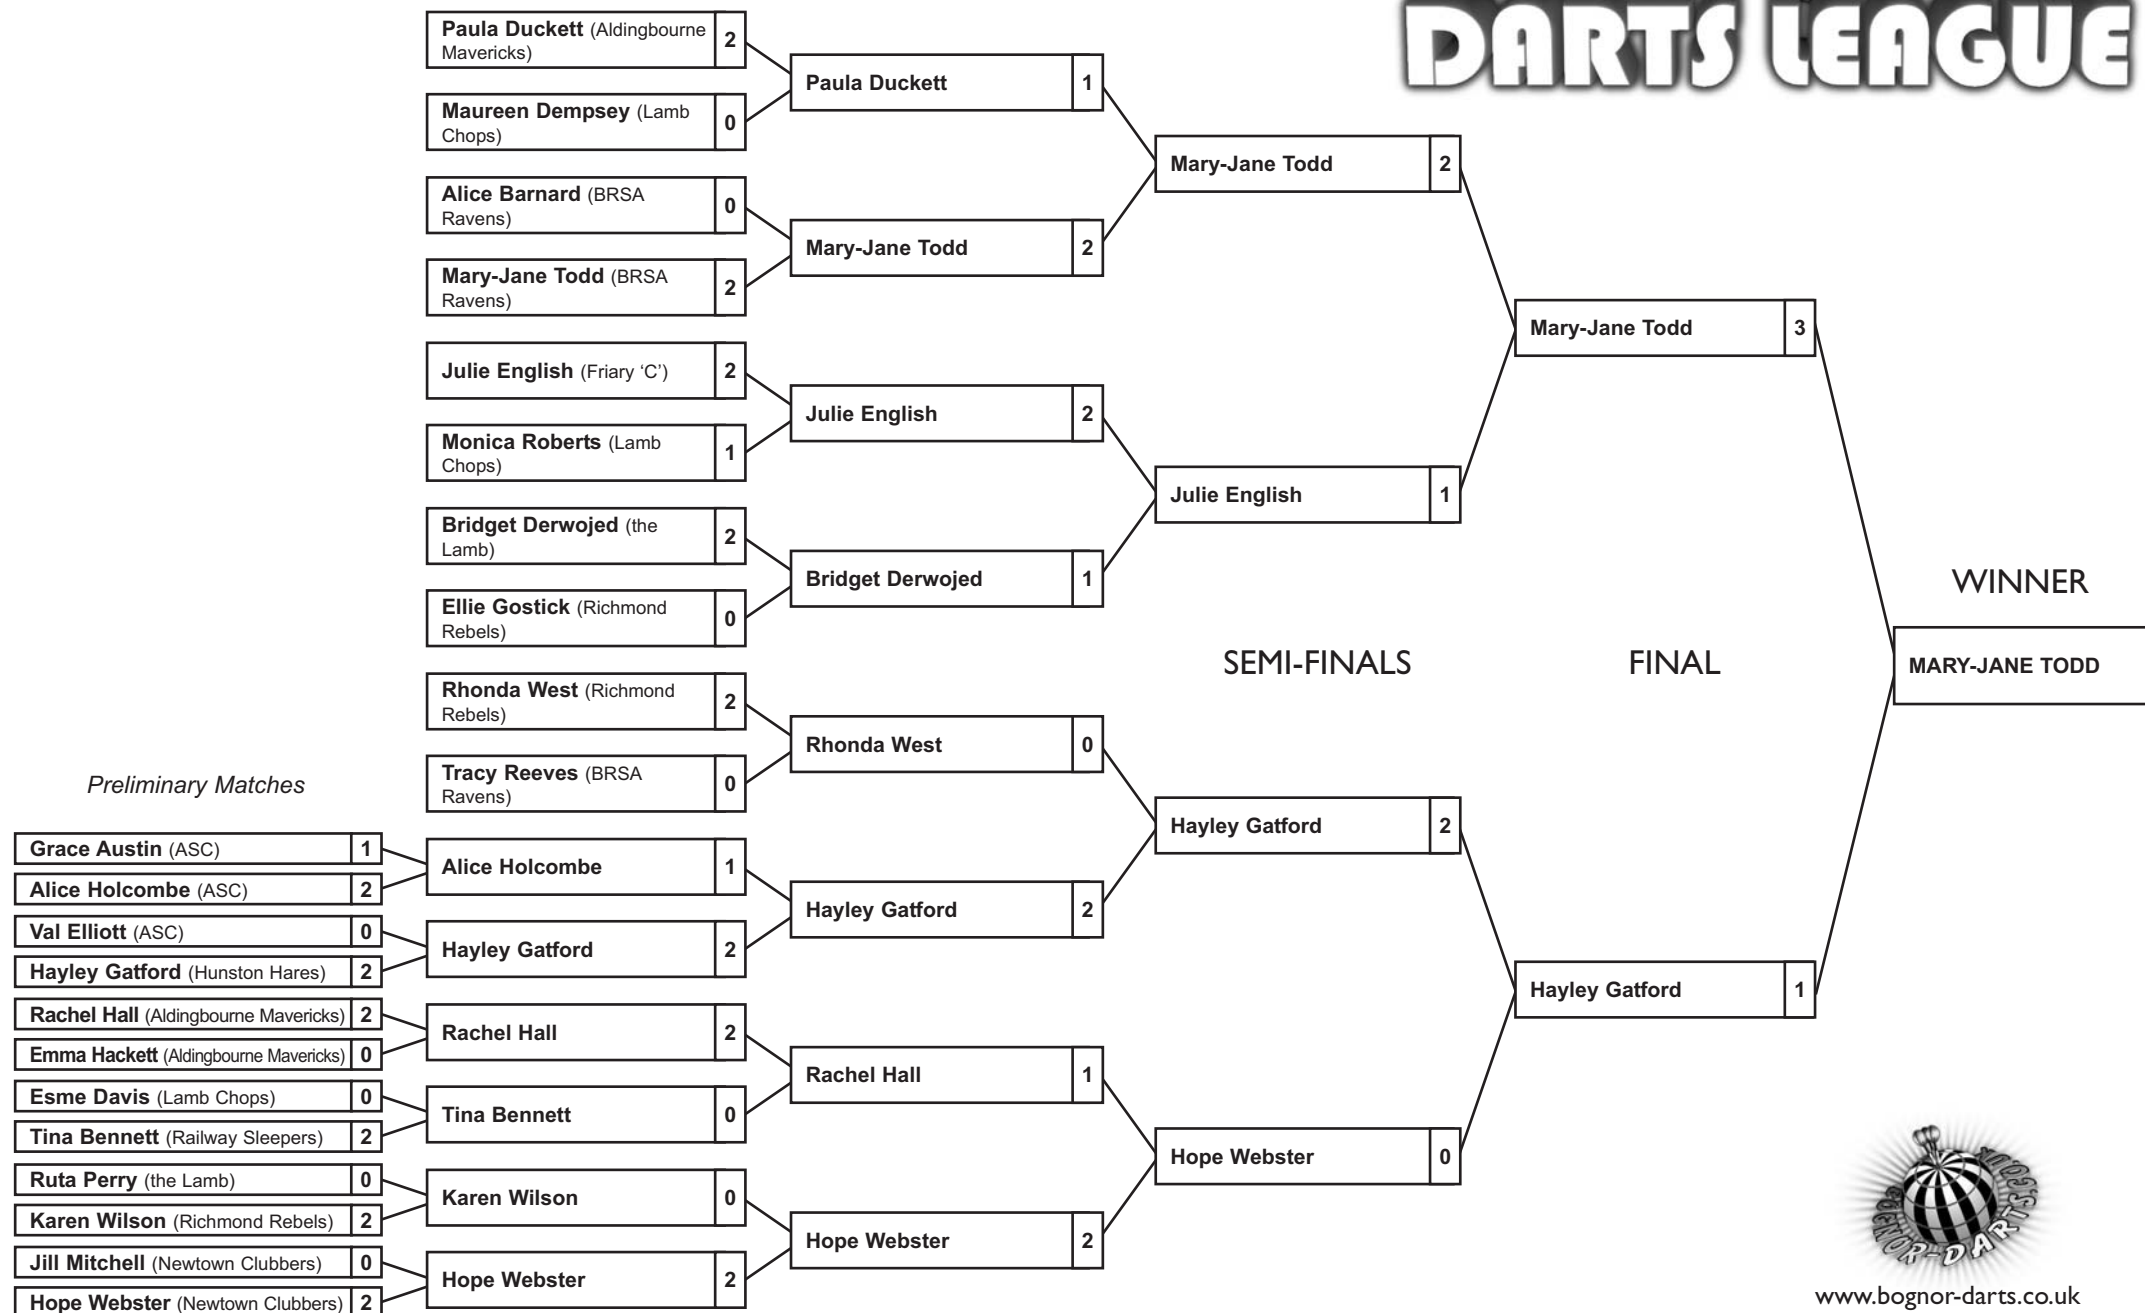 DARTS LEAGUE
Paula Duckett (Aldingbourne
Mavericks)
2
Maureen Dempsey (Lamb
Chops)
0
Alice Barnard (BRSA
Ravens)
0
Mary-Jane Todd (BRSA
Ravens)
2
Julie English (Friary ‘C’)
2
Monica Roberts (Lamb
Chops)
1
Bridget Derwojed (the
Lamb)
2
Ellie Gostick (Richmond
Rebels)
0
Rhonda West (Richmond
Rebels)
2
Tracy Reeves (BRSA
Ravens)
0
Preliminary Matches
Grace Austin (ASC) 1
Alice Holcombe (ASC) 2
Val Elliott (ASC) 0
Hayley Gatford (Hunston Hares) 2
Rachel Hall (Aldingbourne Mavericks) 2
Emma Hackett (Aldingbourne Mavericks) 0
Esme Davis (Lamb Chops) 0
Tina Bennett (Railway Sleepers) 2
Ruta Perry (the Lamb) 0
Karen Wilson (Richmond Rebels) 2
Jill Mitchell (Newtown Clubbers) 0
Hope Webster (Newtown Clubbers) 2
Alice Holcombe 1
Hayley Gatford 2
Rachel Hall 2
Tina Bennett 0
Karen Wilson 0
Hope Webster 2
Paula Duckett 1
Mary-Jane Todd 2
Julie English 2
Bridget Derwojed 1
Rhonda West 0
Hayley Gatford 2
Rachel Hall 1
Hope Webster 2
Mary-Jane Todd 2
Julie English 1
SEMI-FINALS
Hayley Gatford 2
Hope Webster 0
Mary-Jane Todd 3
FINAL
Hayley Gatford 1
WINNER
MARY-JANE TODD
BOGNOR-DARTS.CO.UK
www.bognor-darts.co.uk